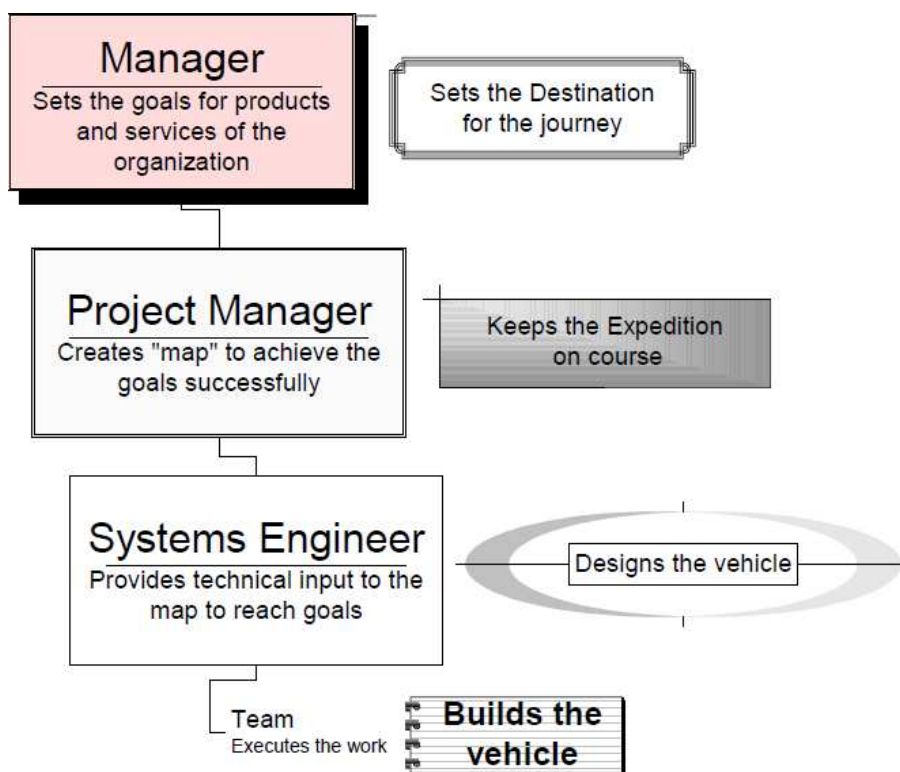 Manager
Sets the goals for products
and services of the
organization
Sets the Destination
for the journey
Project Manager
Creates "map" to achieve the
goals successfully
Keeps the Expedition
on course
Systems Engineer
Provides technical input to the
map to reach goals
Designs the vehicle
Team
Executes the work
Builds the
vehicle